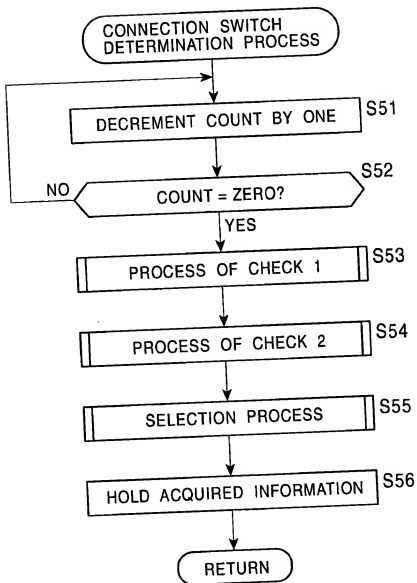 CONNECTION SWITCH
DETERMINATION PROCESS
DECREMENT COUNT BY ONE
S51
COUNT = ZERO?
S52
NO
YES
PROCESS OF CHECK 1
S53
PROCESS OF CHECK 2
S54
SELECTION PROCESS
S55
HOLD ACQUIRED INFORMATION
S56
RETURN